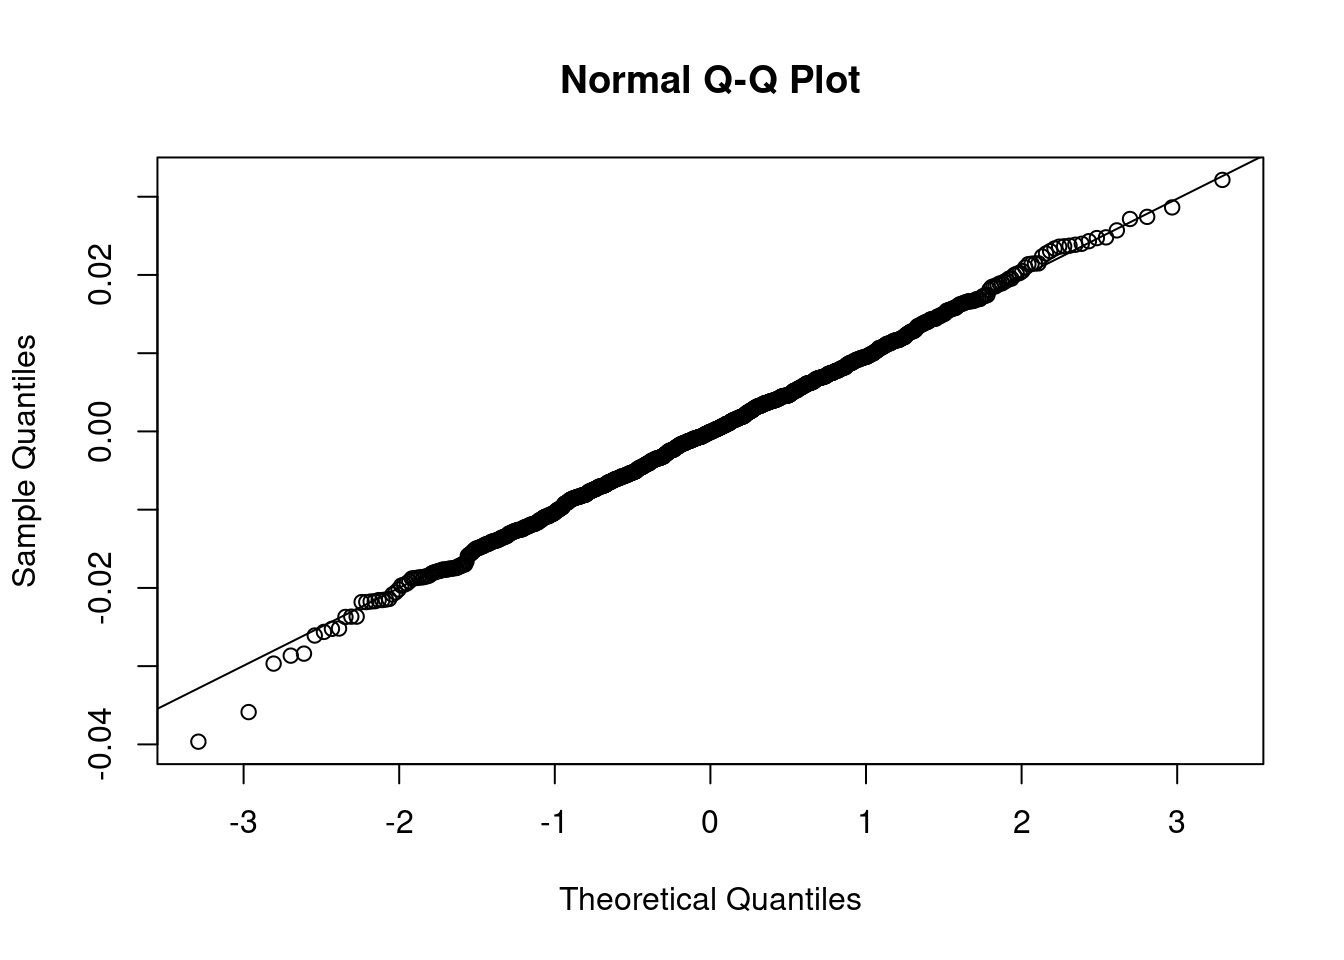 Normal Q-Q Plot
Sample Quantiles
0.02
0.00
-0.02
-0.04
-3 -2 -1 0 1 2 3
Theoretical Quantiles